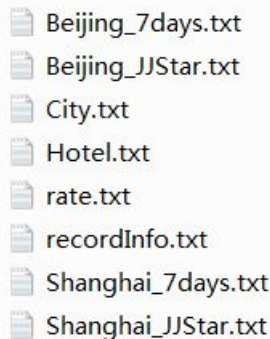 Beijing_7days.txt
Beijing_JJStar.txt
City.txt
Hotel.txt
rate.txt
recordInfo.txt
Shanghai_7days.txt
Shanghai_JJStar.txt